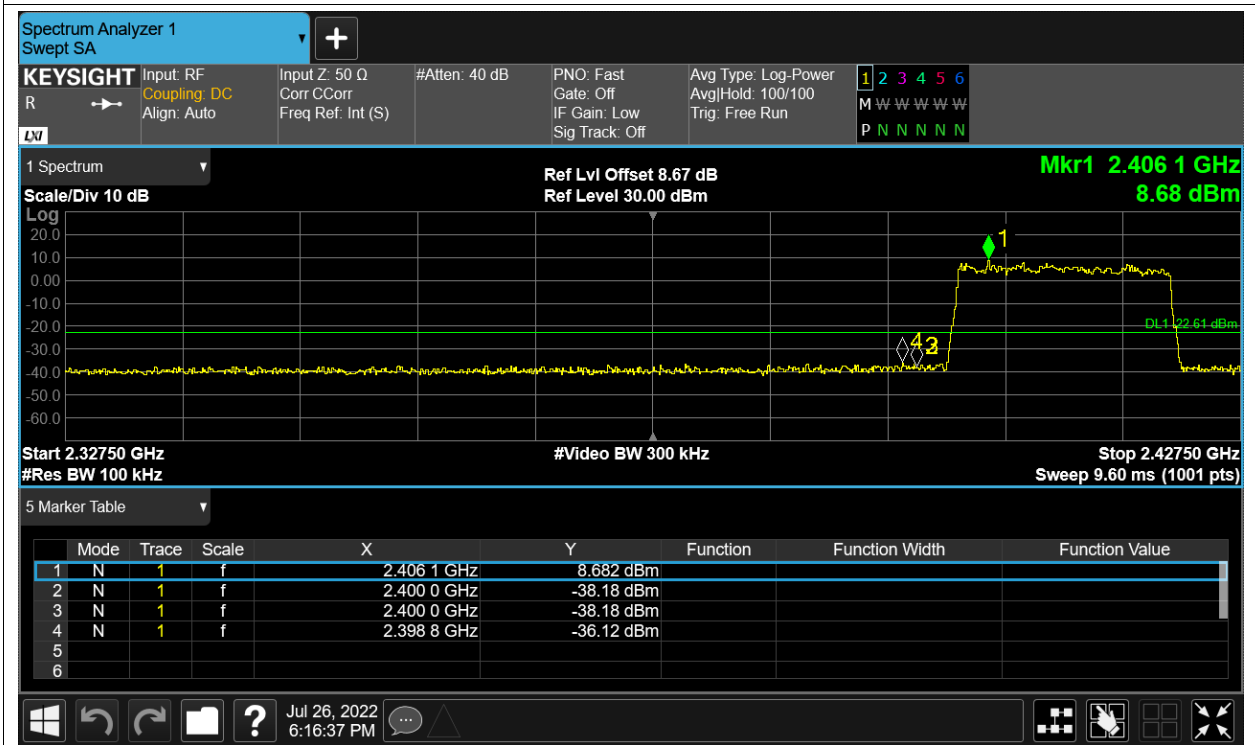 Spectrum Analyzer 1
Swept SA
KEYSIGHT Input: RF Input Z: 50 Ω #Atten: 40 dB PNO: Fast Avg Type: Log-Power 1 2 3 4 5 6
R Coupling: DC Corr CCorr Gate: Off Avg|Hold: 100/100 M W W W W W
Align: Auto Freq Ref: Int (S) IF Gain: Low Trig: Free Run
LXI Sig Track: Off P N N N N N
1 Spectrum Ref Lvl Offset 8.67 dB Mkr1 2.406 1 GHz
Scale/Div 10 dB Ref Level 30.00 dBm 8.68 dBm
Log
20.0
10.0
0.00
-10.0
-20.0
-30.0
-40.0
-50.0
-60.0
1
DL1 -22.61 dBm
4
Start 2.32750 GHz #Video BW 300 kHz Stop 2.42750 GHz
#Res BW 100 kHz Sweep 9.60 ms (1001 pts)
5 Marker Table
Mode Trace Scale X Y Function Function Width Function Value
1 N 1 f 2.406 1 GHz 8.682 dBm
2 N 1 f 2.400 0 GHz -38.18 dBm
3 N 1 f 2.400 0 GHz -38.18 dBm
4 N 1 f 2.398 8 GHz -36.12 dBm
5
6
? Jul 26, 2022
6:16:37 PM